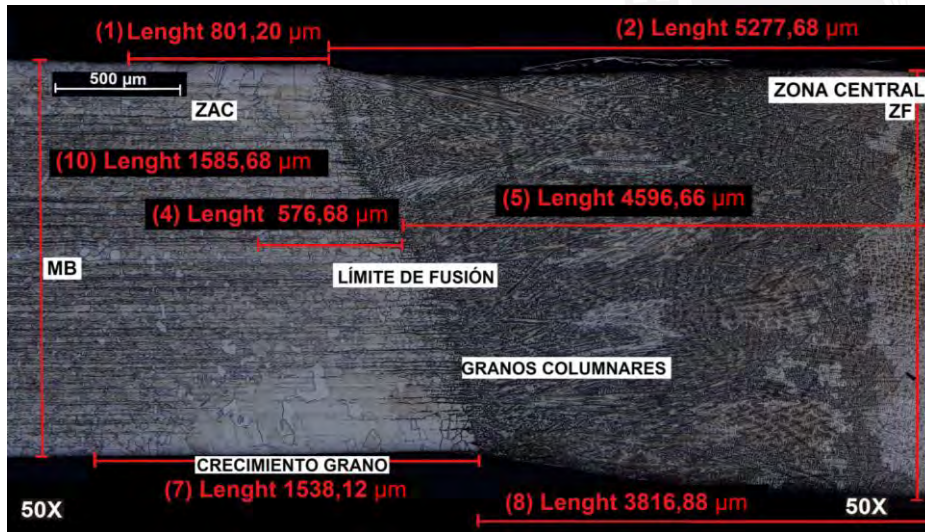 (1) Lenght 801,20 µm
(2) Lenght 5277,68 µm
500 µm
ZAC
ZONA CENTRAL
ZF
(10) Lenght 1585,68 µm
(4) Lenght 576,68 µm
(5) Lenght 4596,66 µm
MB
LÍMITE DE FUSIÓN
GRANOS COLUMNARES
CRECIMIENTO GRANO
(7) Lenght 1538,12 µm
(8) Lenght 3816,88 µm
50X
50X